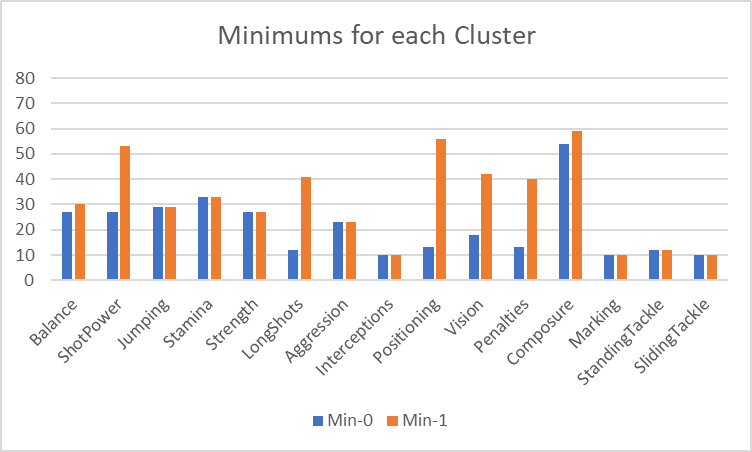 Minimums for each Cluster
80
70
60
50
40
30
20
10
0
Balance
ShotPower
Jumping
Stamina
Strength
LongShots
Aggression
Interceptions
Positioning
Vision
Penalties
Composure
Marking
StandingTackle
SlidingTackle
Min-0 Min-1